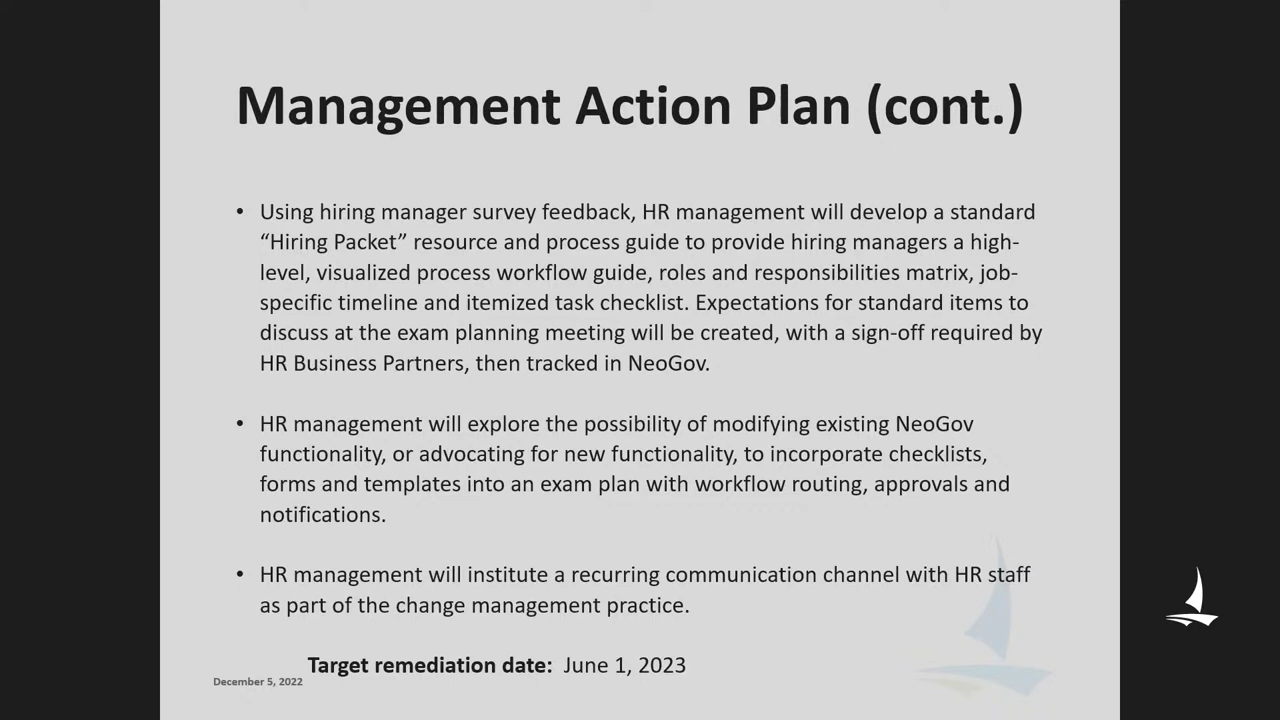 Management Action Plan (cont.)
• Using hiring manager survey feedback, HR management will develop a standard
“Hiring Packet” resource and process guide to provide hiring managers a high-
level, visualized process workflow guide, roles and responsibilities matrix, job-
specific timeline and itemized task checklist. Expectations for standard items to
discuss at the exam planning meeting will be created, with a sign-off required by
HR Business Partners, then tracked in NeoGov.
• HR management will explore the possibility of modifying existing NeoGov
functionality, or advocating for new functionality, to incorporate checklists,
forms and templates into an exam plan with workflow routing, approvals and
notifications.
• HR management will institute a recurring communication channel with HR staff
as part of the change management practice.
Target remediation date: June 1, 2023
December 5, 2022